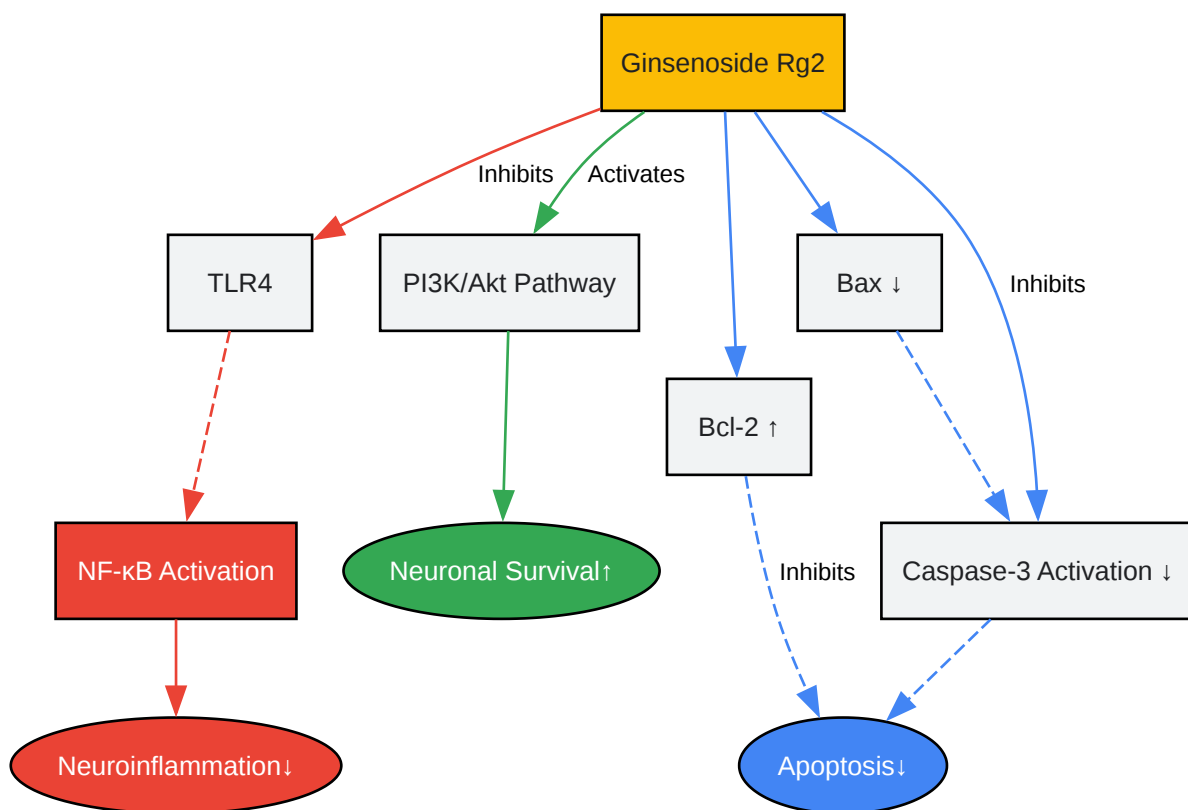 Ginsenoside Rg2
Inhibits
Activates
TLR4
PI3K/Akt Pathway
Bax ↓
Inhibits
Bcl-2 ↑
NF-κB Activation
Neuronal Survival↑
Inhibits
Caspase-3 Activation ↓
Neuroinflammation↓
Apoptosis↓